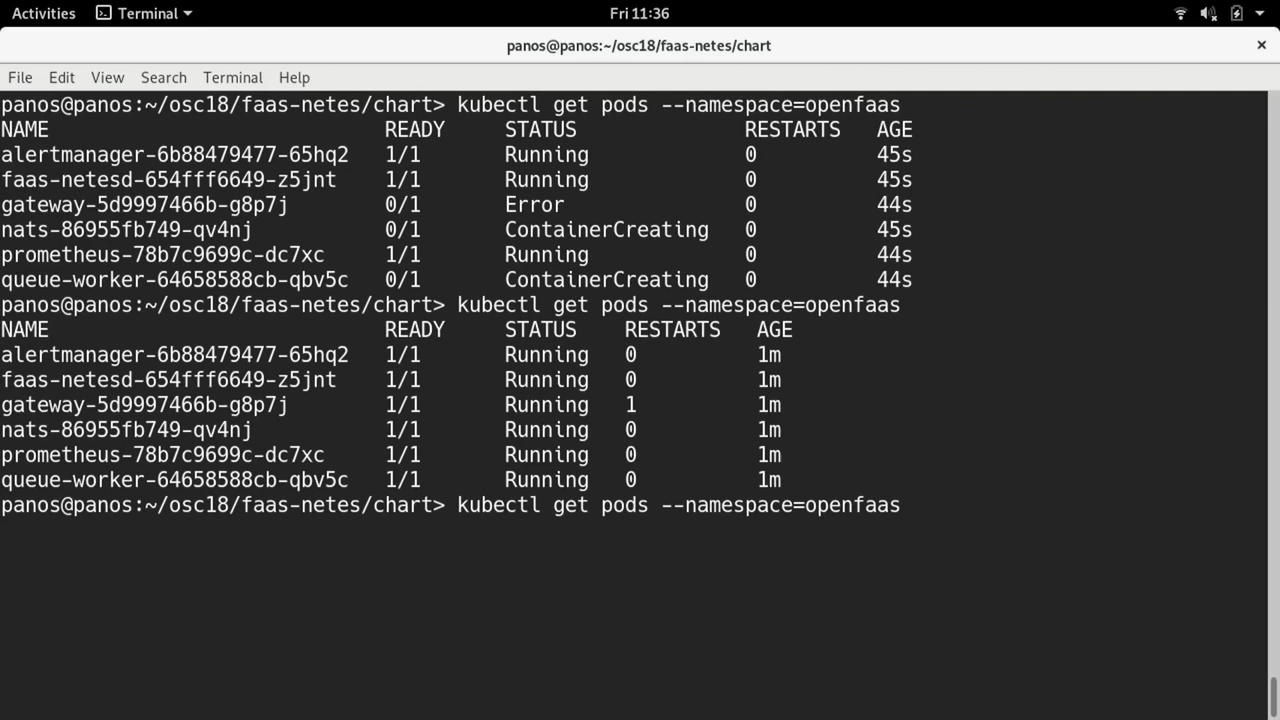 Activities Terminal Fri 11:36
panos@panos:~/osc18/faas-netes/chart
File Edit View Search Terminal Help
panos@panos:~/osc18/faas-netes/chart> kubectl get pods --namespace=openfaas
NAME READY STATUS RESTARTS AGE
alertmanager-6b88479477-65hq2 1/1 Running 0 45s
faas-netesd-654fff6649-z5jnt 1/1 Running 0 45s
gateway-5d9997466b-g8p7j 0/1 Error 0 44s
nats-86955fb749-qv4nj 0/1 ContainerCreating 0 45s
prometheus-78b7c9699c-dc7xc 1/1 Running 0 44s
queue-worker-64658588cb-qbv5c 0/1 ContainerCreating 0 44s
panos@panos:~/osc18/faas-netes/chart> kubectl get pods --namespace=openfaas
NAME READY STATUS RESTARTS AGE
alertmanager-6b88479477-65hq2 1/1 Running 0 1m
faas-netesd-654fff6649-z5jnt 1/1 Running 0 1m
gateway-5d9997466b-g8p7j 1/1 Running 1 1m
nats-86955fb749-qv4nj 1/1 Running 0 1m
prometheus-78b7c9699c-dc7xc 1/1 Running 0 1m
queue-worker-64658588cb-qbv5c 1/1 Running 0 1m
panos@panos:~/osc18/faas-netes/chart> kubectl get pods --namespace=openfaas